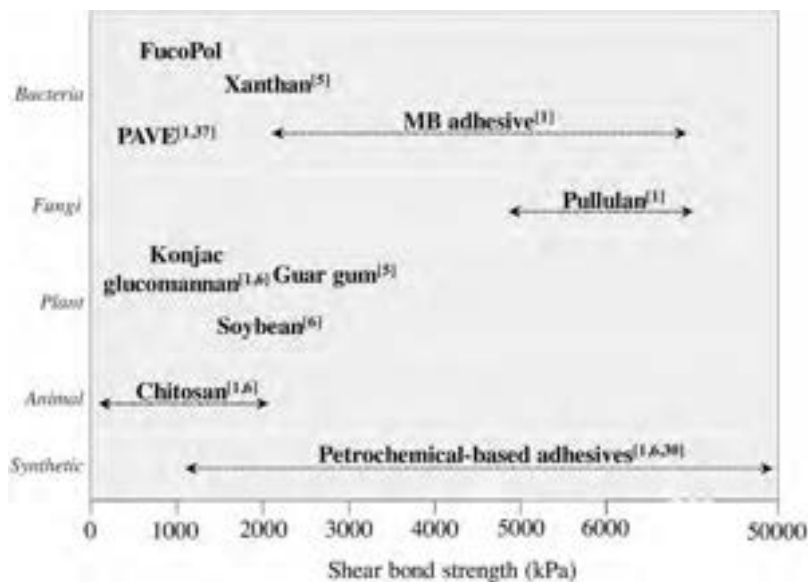 FucoPol
Bacteria
Xanthan[5]
PAVE[1,37]
MB adhesive[1]
Fungi
Pullulan[1]
Konjac
glucomannan[1,6]
Guar gum[5]
Plant
Soybean[6]
Animal
Chitosan[1,6]
Synthetic
Petrochemical-based adhesives[1,6,30]
0 1000 2000 3000 4000 5000 6000 50000
Shear bond strength (kPa)